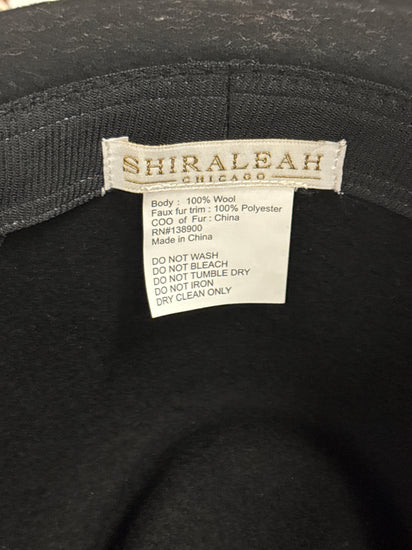 SHIRALEAH
CHICAGO
Body : 100% Wool
Faux fur trim : 100% Polyester
COO of Fur : China
RN#138900
Made in China
DO NOT WASH
DO NOT BLEACH
DO NOT TUMBLE DRY
DO NOT IRON
DRY CLEAN ONLY